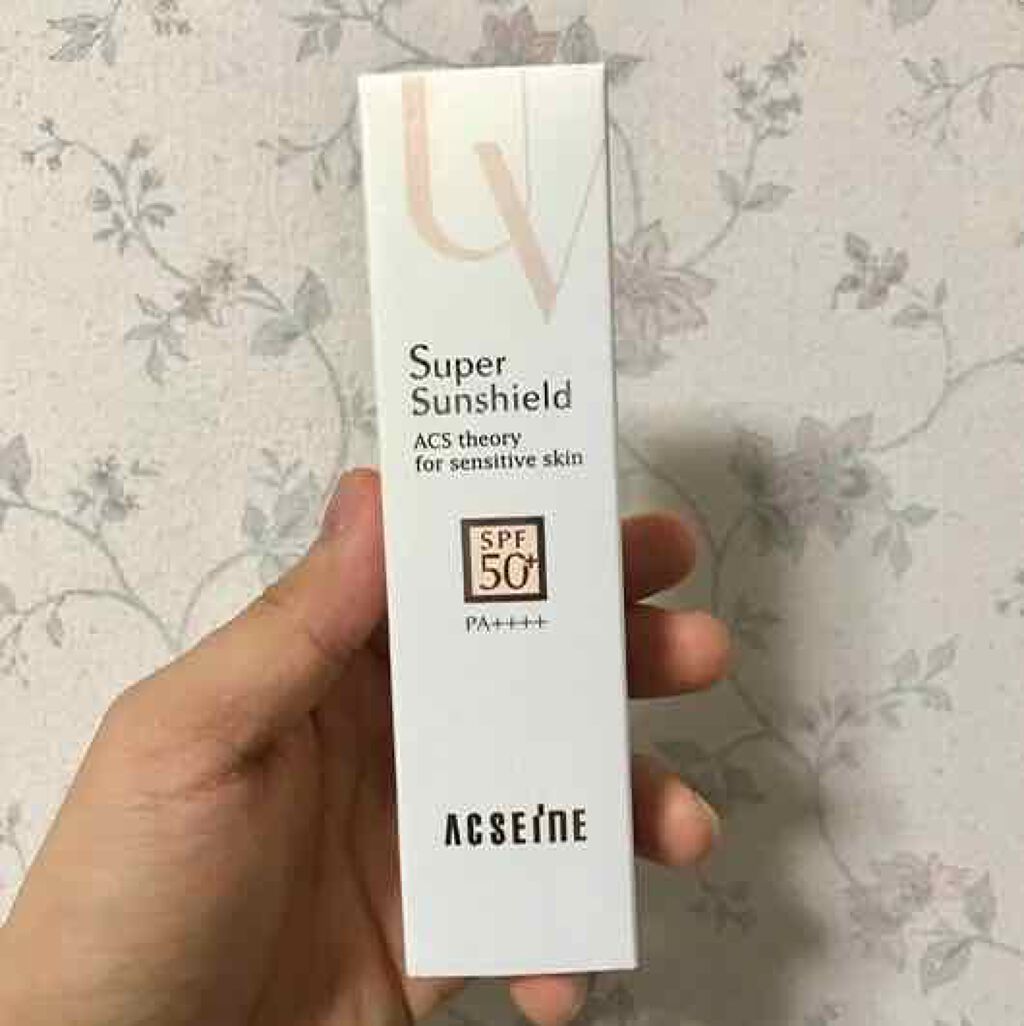 UV
Super
Sunshield
ACS theory
for sensitive skin
SPF
50+
PA++++
ACSEINE